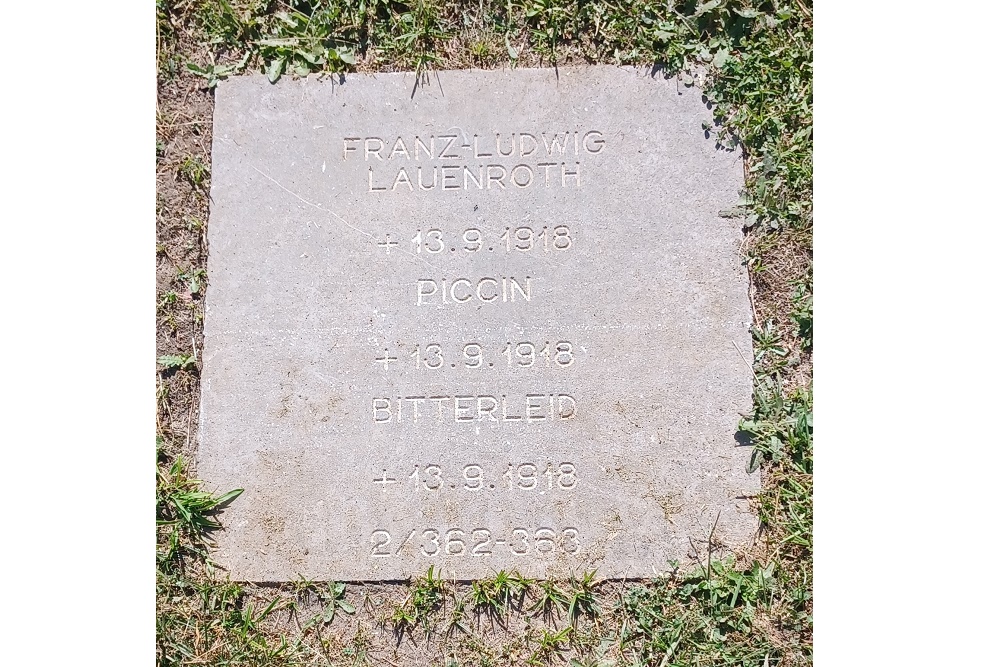 FRANZ-LUDWIG
LAUENROTH
+ 13.9.1918
PICCIN
+ 13.9.1918
BITTERLEID
+ 13.9.1918
2/362-363